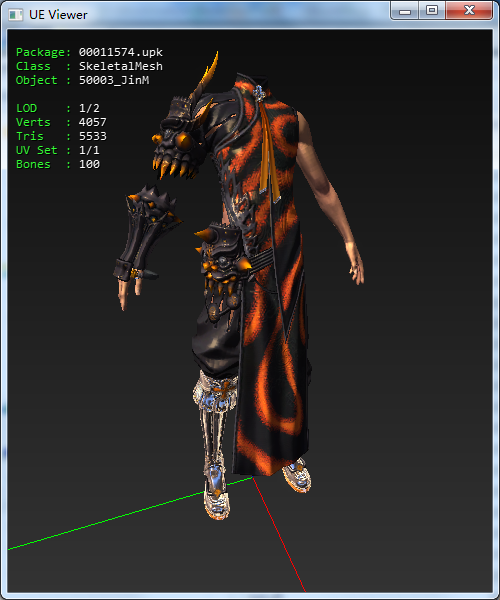 UE Viewer
Package: 00011574.upk
Class : SkeletalMesh
Object : 50003_JinM
LOD : 1/2
Verts : 4057
Tris : 5533
UV Set : 1/1
Bones : 100